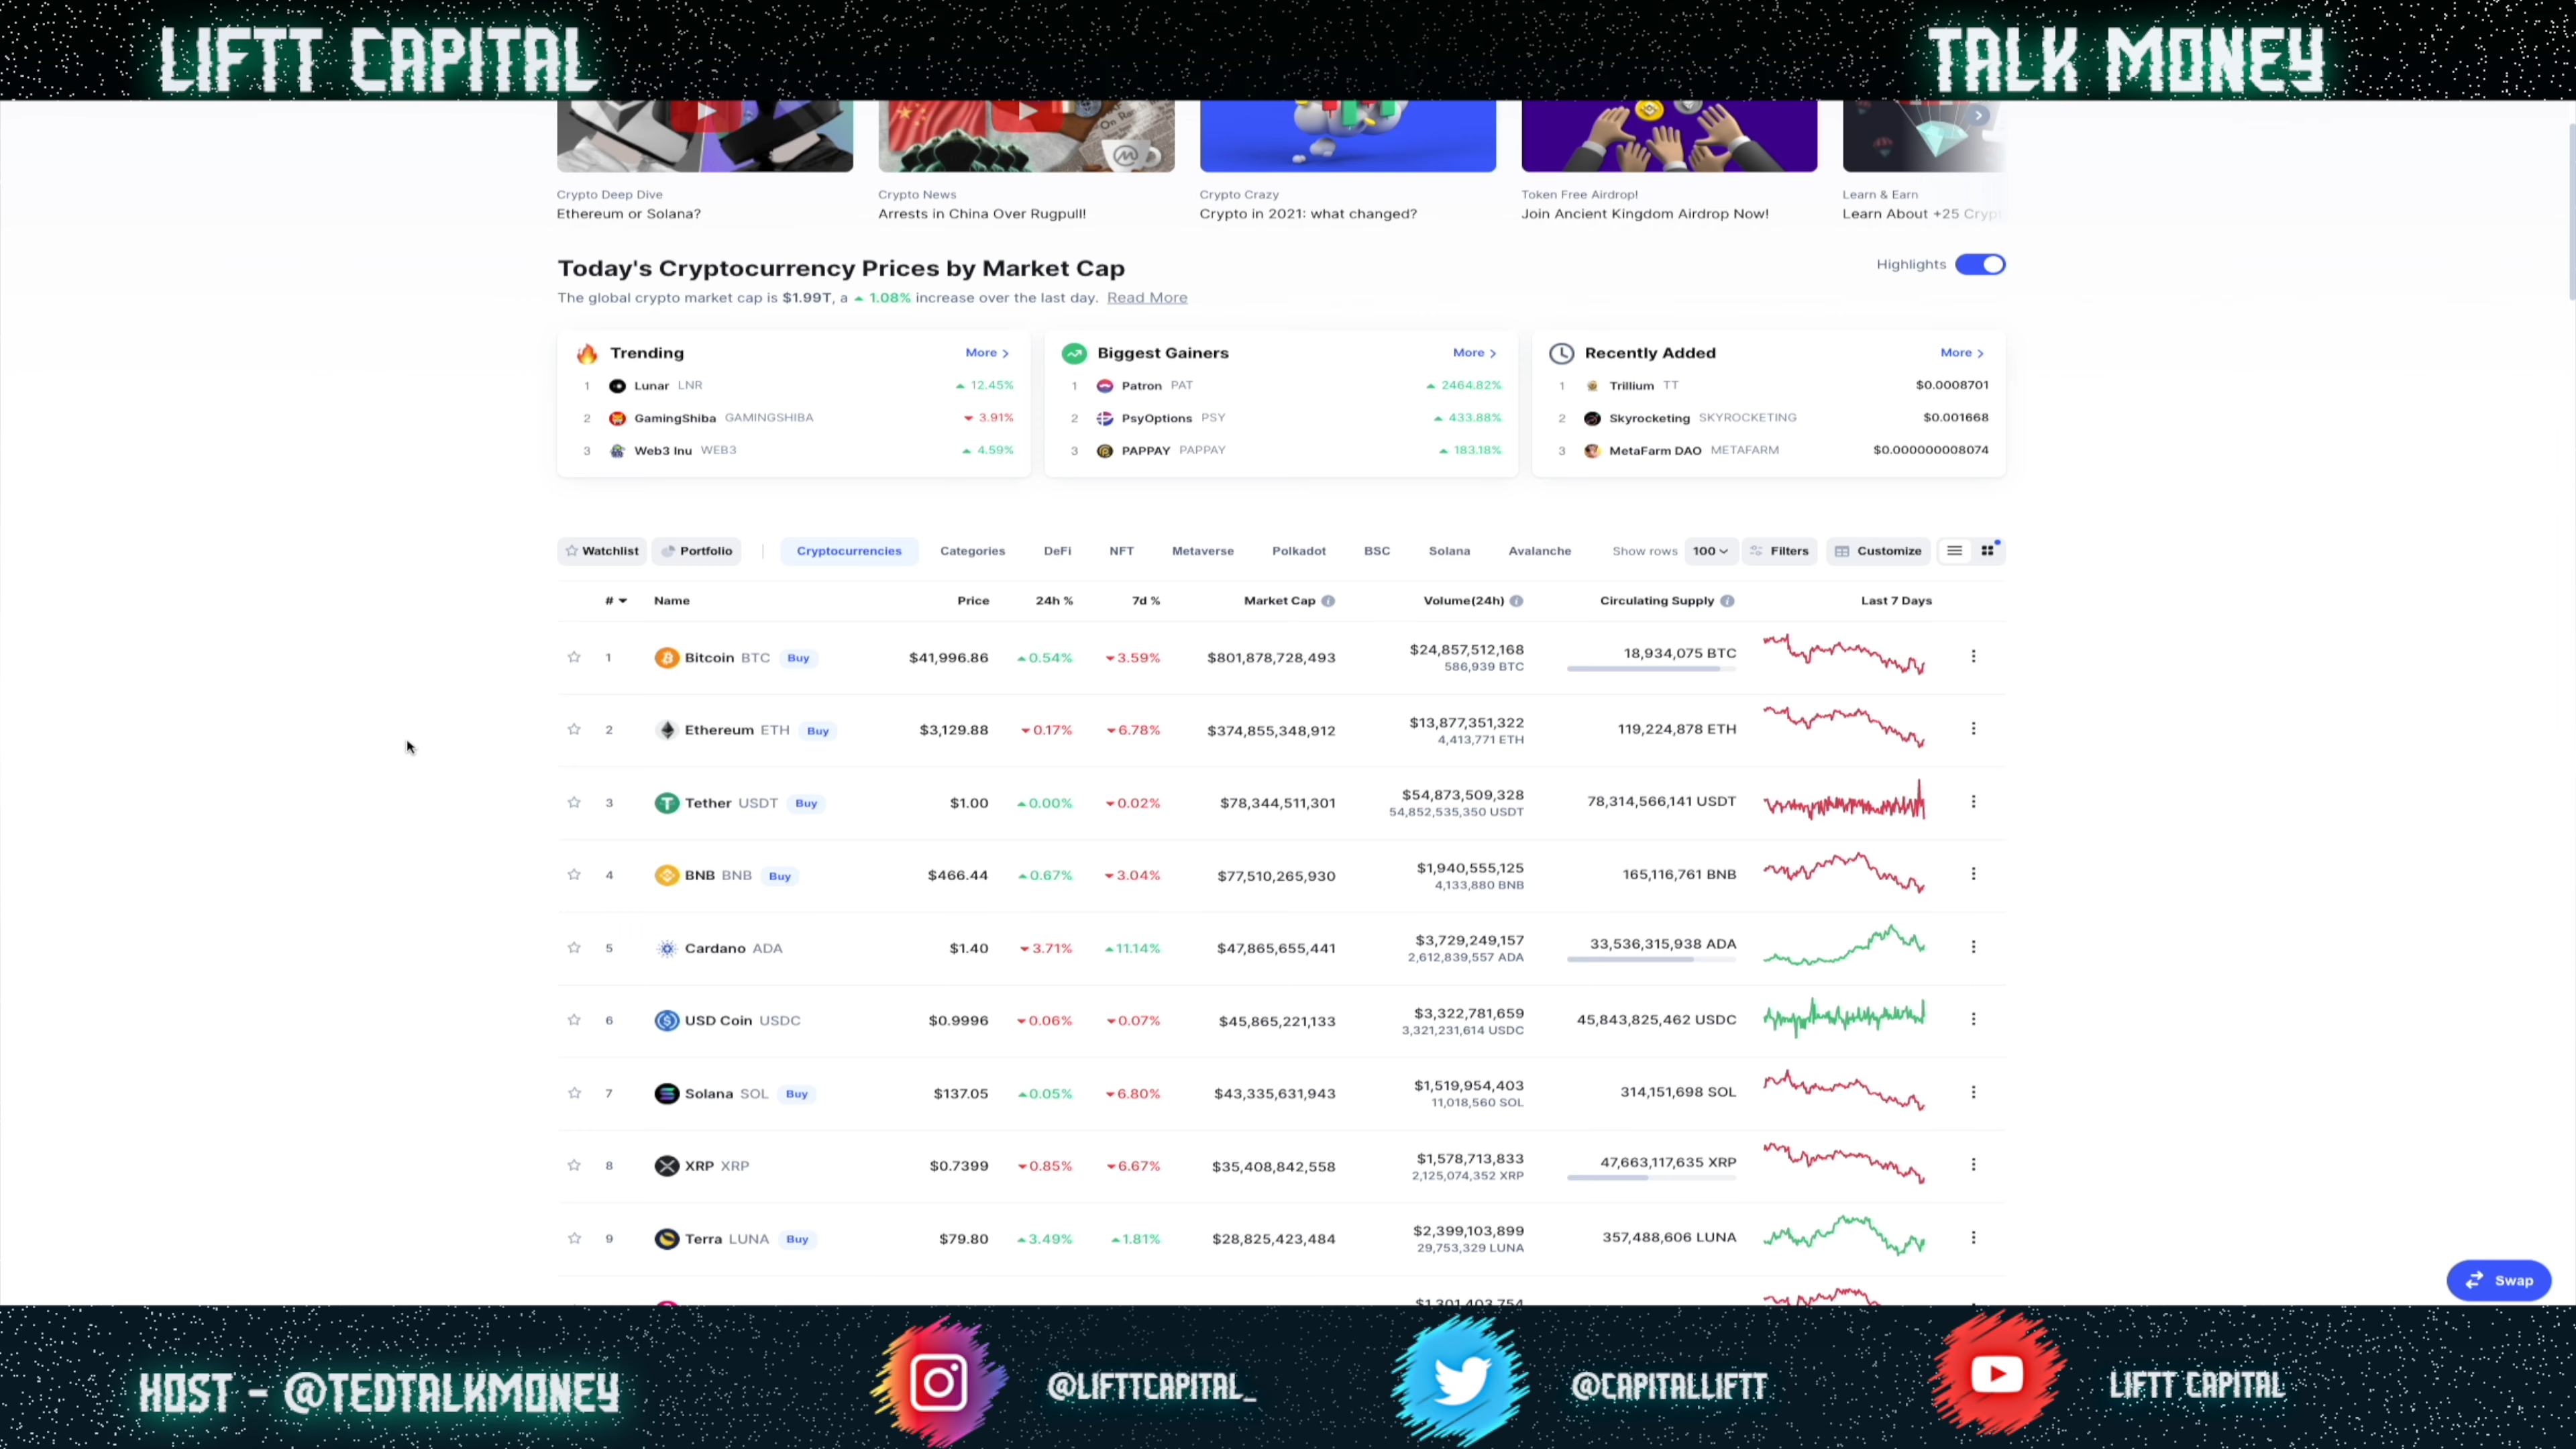 LIFTT CAPITAL
TALK MONEY
Crypto Deep Dive
Ethereum or Solana?
Crypto News
Arrests in China Over Rugpull!
Crypto Crazy
Crypto in 2021: what changed?
Token Free Airdrop!
Join Ancient Kingdom Airdrop Now!
Learn & Earn
Learn About +25 Crypt
Today's Cryptocurrency Prices by Market Cap
Highlights
The global crypto market cap is $1.99T, a 1.08% increase over the last day. Read More
Trending More
1 Lunar LNR 12.45%
2 GamingShiba GAMINGSHIBA 3.91%
3 Web3 Inu WEB3 4.59%
Biggest Gainers More
1 Patron PAT 2464.82%
2 PsyOptions PSY 433.88%
3 PAPPAY PAPPAY 183.18%
Recently Added More
1 Trillium TT $0.0008701
2 Skyrocketing SKYROCKETING $0.001668
3 MetaFarm DAO METAFARM $0.000000008074
Watchlist Portfolio Cryptocurrencies Categories DeFi NFT Metaverse Polkadot BSC Solana Avalanche Show rows 100 Filters Customize
# Name Price 24h % 7d % Market Cap Volume(24h) Circulating Supply Last 7 Days
1 Bitcoin BTC Buy $41,996.86 0.54% 3.59% $801,878,728,493 $24,857,512,168 18,934,075 BTC
586,939 BTC
2 Ethereum ETH Buy $3,129.88 0.17% 6.78% $374,855,348,912 $13,877,351,322 119,224,878 ETH
4,413,771 ETH
3 Tether USDT Buy $1.00 0.00% 0.02% $78,344,511,301 $54,873,509,328 78,314,566,141 USDT
54,852,535,350 USDT
4 BNB BNB Buy $466.44 0.67% 3.04% $77,510,265,930 $1,940,555,125 165,116,761 BNB
4,133,880 BNB
5 Cardano ADA $1.40 3.71% 11.14% $47,865,655,441 $3,729,249,157 33,536,315,938 ADA
2,612,839,557 ADA
6 USD Coin USDC $0.9996 0.06% 0.07% $45,865,221,133 $3,322,781,659 45,843,825,462 USDC
3,321,231,614 USDC
7 Solana SOL Buy $137.05 0.05% 6.80% $43,335,631,943 $1,519,954,403 314,151,698 SOL
11,018,560 SOL
8 XRP XRP $0.7399 0.85% 6.67% $35,408,842,558 $1,578,713,833 47,663,117,635 XRP
2,125,074,352 XRP
9 Terra LUNA Buy $79.80 3.49% 1.81% $28,825,423,484 $2,399,103,899 357,488,606 LUNA
29,753,329 LUNA
$1,301,403,754
Swap
HOST - @TEDTALKMONEY
@LIFTTCAPITAL_
@CAPITALLIFTT
LIFTT CAPITAL